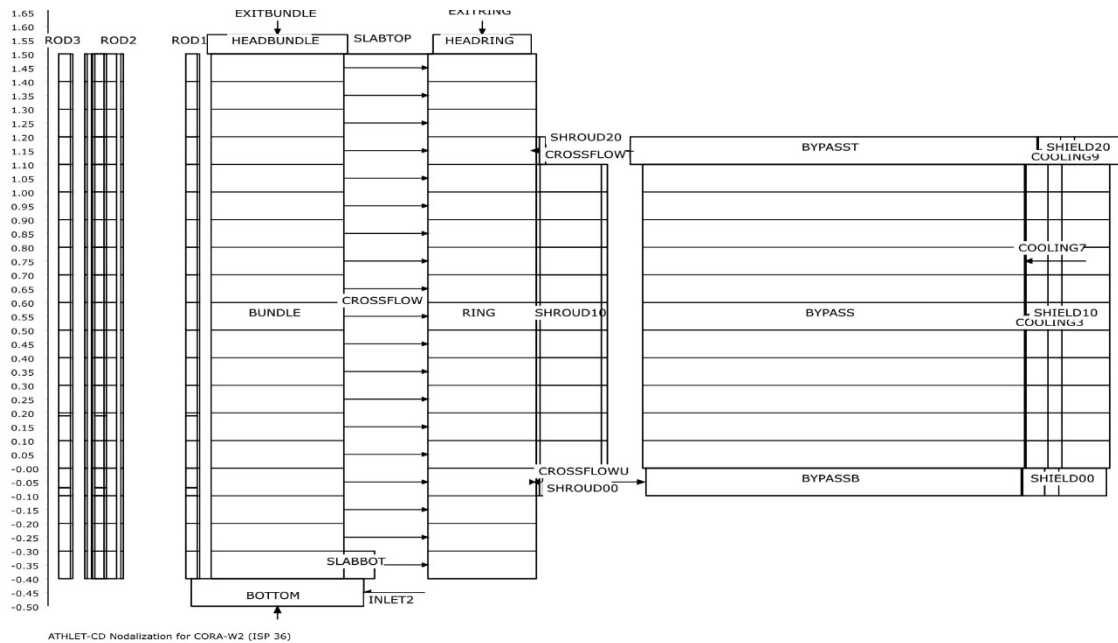 1.65
EXITBUNDLE
EXITRING
1.60
1.55
ROD3
ROD2
ROD1
HEADBUNDLE
SLABTOP
HEADRING
1.50
1.45
1.40
1.35
1.30
1.25
1.20
SHROUD20
1.15
CROSSFLOW
BYPASST
SHIELD20
COOLING9
1.10
1.05
1.00
0.95
0.90
0.85
0.80
COOLING7
0.75
0.70
0.65
0.60
CROSSFLOW
0.55
BUNDLE
RING
SHROUD10
BYPASS
SHIELD10
COOLING3
0.50
0.45
0.40
0.35
0.30
0.25
0.20
0.15
0.10
0.05
-0.00
CROSSFLOWU
-0.05
BYPASSB
SHIELD00
SHROUD00
-0.10
-0.15
-0.20
-0.25
-0.30
SLABBOT
-0.35
-0.40
-0.45
BOTTOM
INLET2
-0.50
ATHLET-CD Nodalization for CORA-W2 (ISP 36)